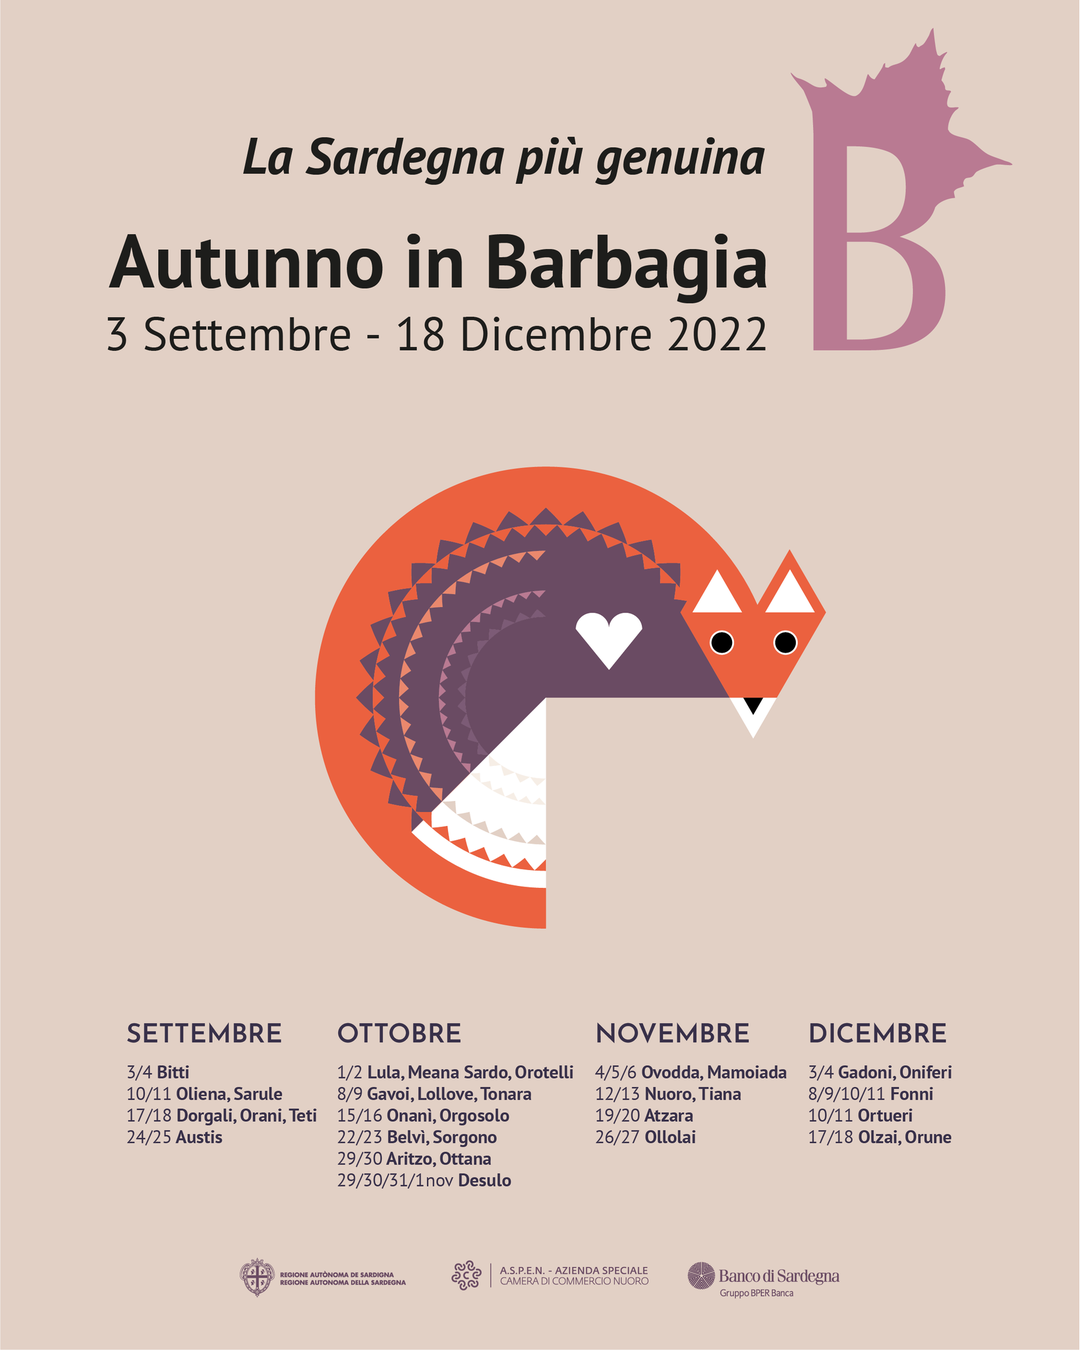 La Sardegna più genuina
B
Autunno in Barbagia
3 Settembre - 18 Dicembre 2022
SETTEMBRE
3/4 Bitti
10/11 Oliena, Sarule
17/18 Dorgali, Orani, Teti
24/25 Austis
OTTOBRE
1/2 Lula, Meana Sardo, Orotelli
8/9 Gavoi, Lollove, Tonara
15/16 Onanì, Orgosolo
22/23 Belvì, Sorgono
29/30 Aritzo, Ottana
29/30/31/1nov Desulo
NOVEMBRE
4/5/6 Ovodda, Mamoiada
12/13 Nuoro, Tiana
19/20 Atzara
26/27 Ollolai
DICEMBRE
3/4 Gadoni, Oniferi
8/9/10/11 Fonni
10/11 Ortueri
17/18 Olzai, Orune
REGIONE AUTÒNOMA DE SARDIGNA
REGIONE AUTONOMA DELLA SARDEGNA
C
A.S.P.E.N. - AZIENDA SPECIALE
CAMERA DI COMMERCIO NUORO
Banco di Sardegna
Gruppo BPER Banca